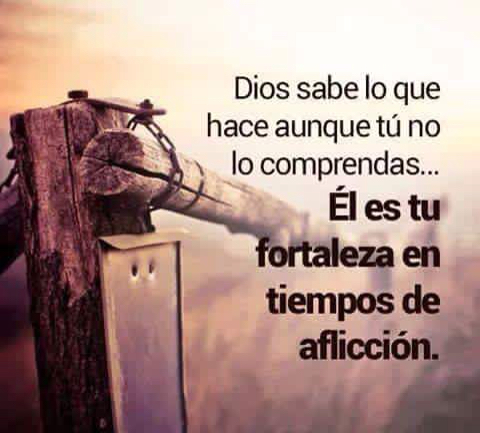 Dios sabe lo que
hace aunque tú no
lo comprendas...
Él es tu
fortaleza en
tiempos de
aflicción.